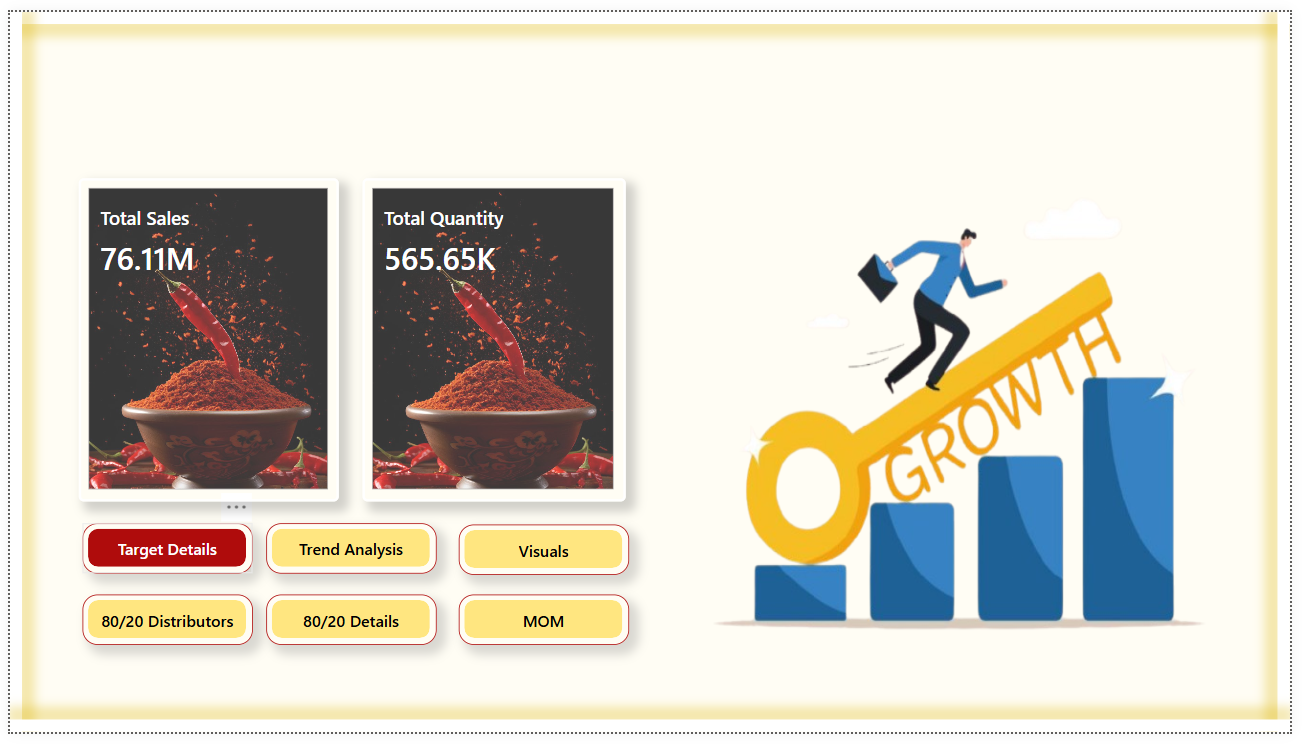 Total Sales
76.11M
Total Quantity
565.65K
GROWTH
Target Details
Trend Analysis
Visuals
80/20 Distributors
80/20 Details
MOM